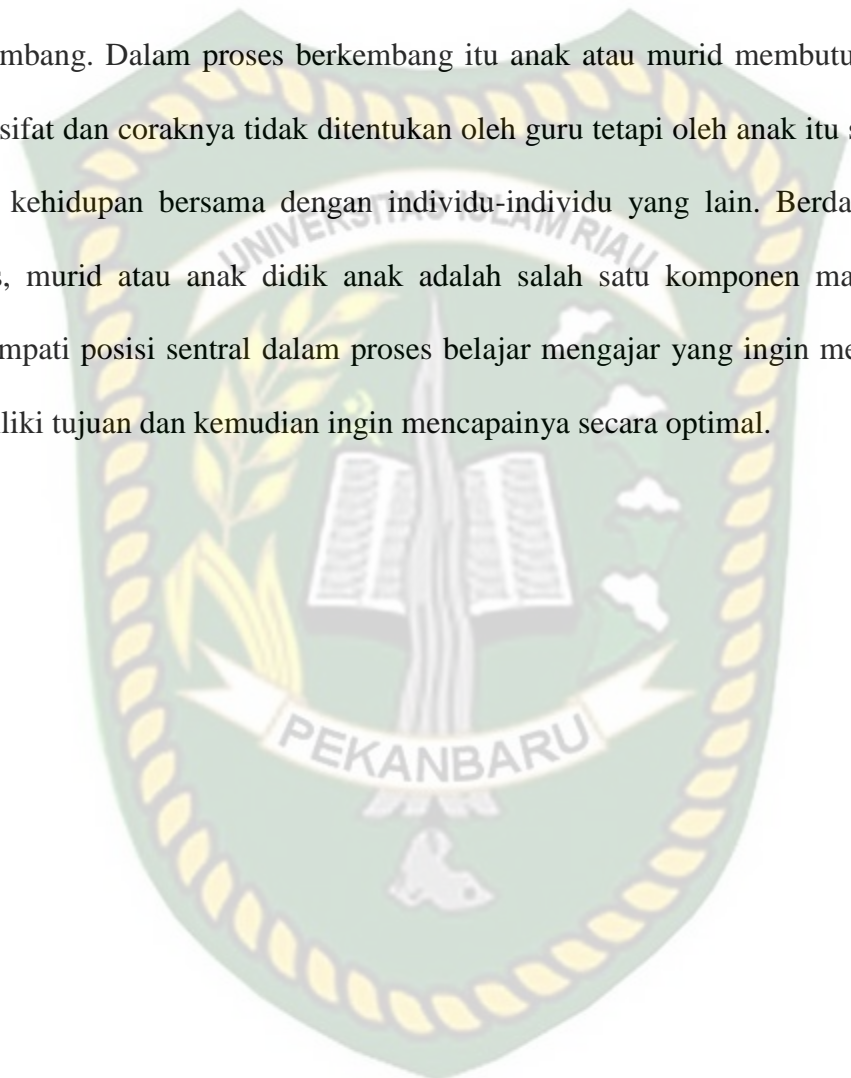 mbang. Dalam proses berkembang itu anak atau murid membutu
sifat dan coraknya tidak ditentukan oleh guru tetapi oleh anak itu s
kehidupan bersama dengan individu-individu yang lain. Berda
s, murid atau anak didik anak adalah salah satu komponen ma
mpati posisi sentral dalam proses belajar mengajar yang ingin me
liki tujuan dan kemudian ingin mencapainya secara optimal.
UNIVERSITAS ISLAM RIAU
PEKANBARU